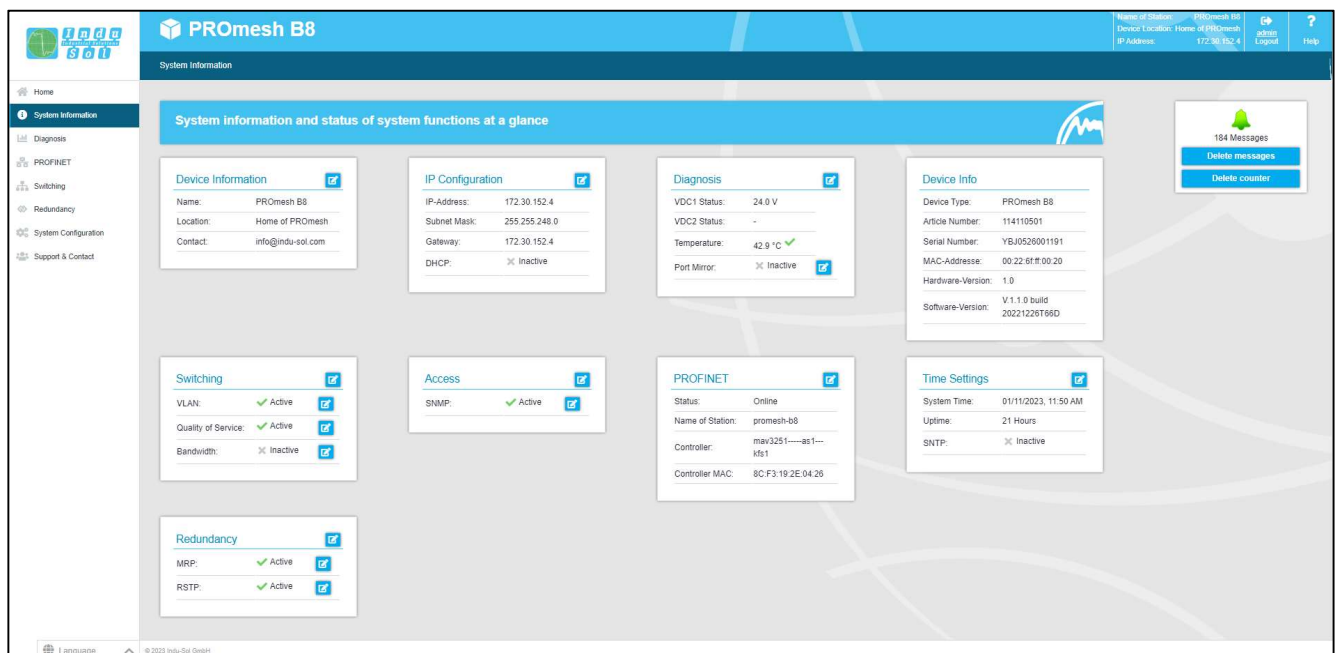 Indu
Industrial Solutions
Sol
PROmesh B8
Name of Station: PROmesh B8
Device Location: Home of PROmesh
IP Address: 172.30.152.4
admin
Logout
?
Help
System Information
Home
System Information
Diagnosis
PROFINET
Switching
Redundancy
System Configuration
Support & Contact
System information and status of system functions at a glance
184 Messages
Delete messages
Delete counter
Device Information
Name: PROmesh B8
Location: Home of PROmesh
Contact: info@indu-sol.com
IP Configuration
IP-Address: 172.30.152.4
Subnet Mask: 255.255.248.0
Gateway: 172.30.152.4
DHCP: Inactive
Diagnosis
VDC1 Status: 24.0 V
VDC2 Status: -
Temperature: 42.9 °C
Port Mirror: Inactive
Device Info
Device Type: PROmesh B8
Article Number: 114110501
Serial Number: YBJ0526001191
MAC-Addresse: 00:22:6f:ff:00:20
Hardware-Version: 1.0
Software-Version: V.1.1.0 build
20221226T66D
Switching
VLAN: Active
Quality of Service: Active
Bandwidth: Inactive
Access
SNMP: Active
PROFINET
Status: Online
Name of Station: promesh-b8
Controller: mav3251-----as1---
kfs1
Controller MAC: 8C:F3:19:2E:04:26
Time Settings
System Time: 01/11/2023, 11:50 AM
Uptime: 21 Hours
SNTP: Inactive
Redundancy
MRP: Active
RSTP: Active
Language
© 2023 Indu-Sol GmbH